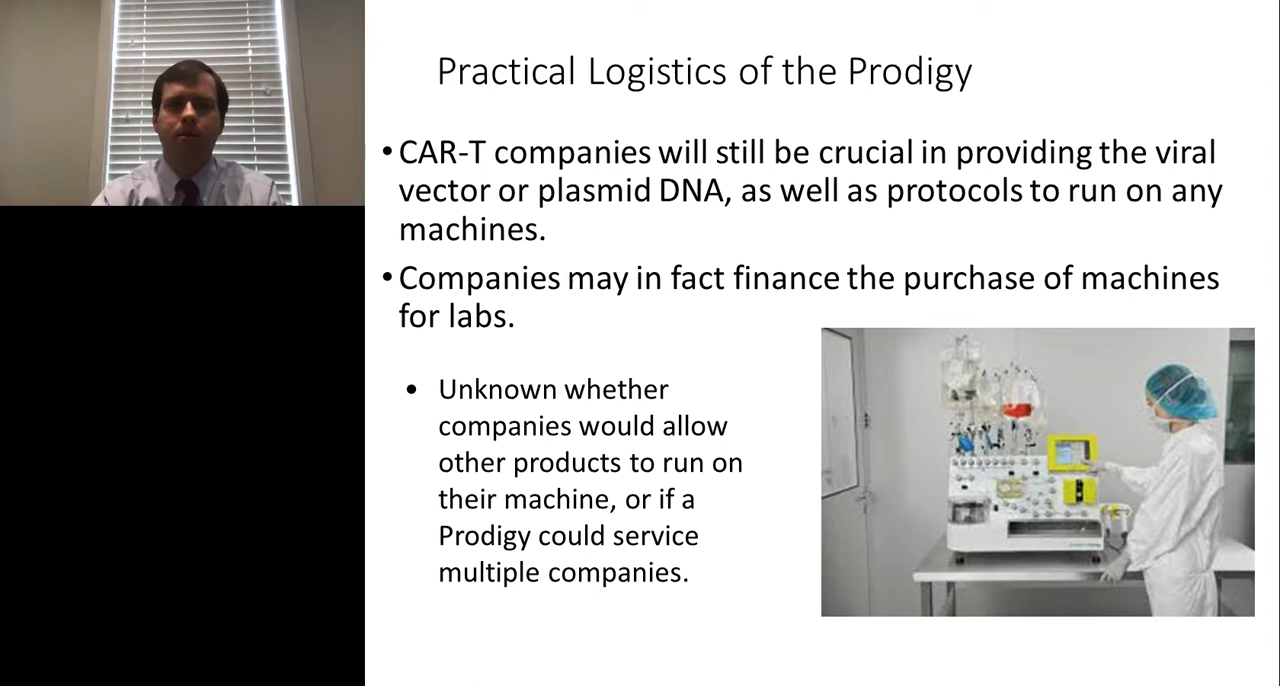 Practical Logistics of the Prodigy
•CAR-T companies will still be crucial in providing the viral
vector or plasmid DNA, as well as protocols to run on any
machines.
•Companies may in fact finance the purchase of machines
for labs.
• Unknown whether
companies would allow
other products to run on
their machine, or if a
Prodigy could service
multiple companies.